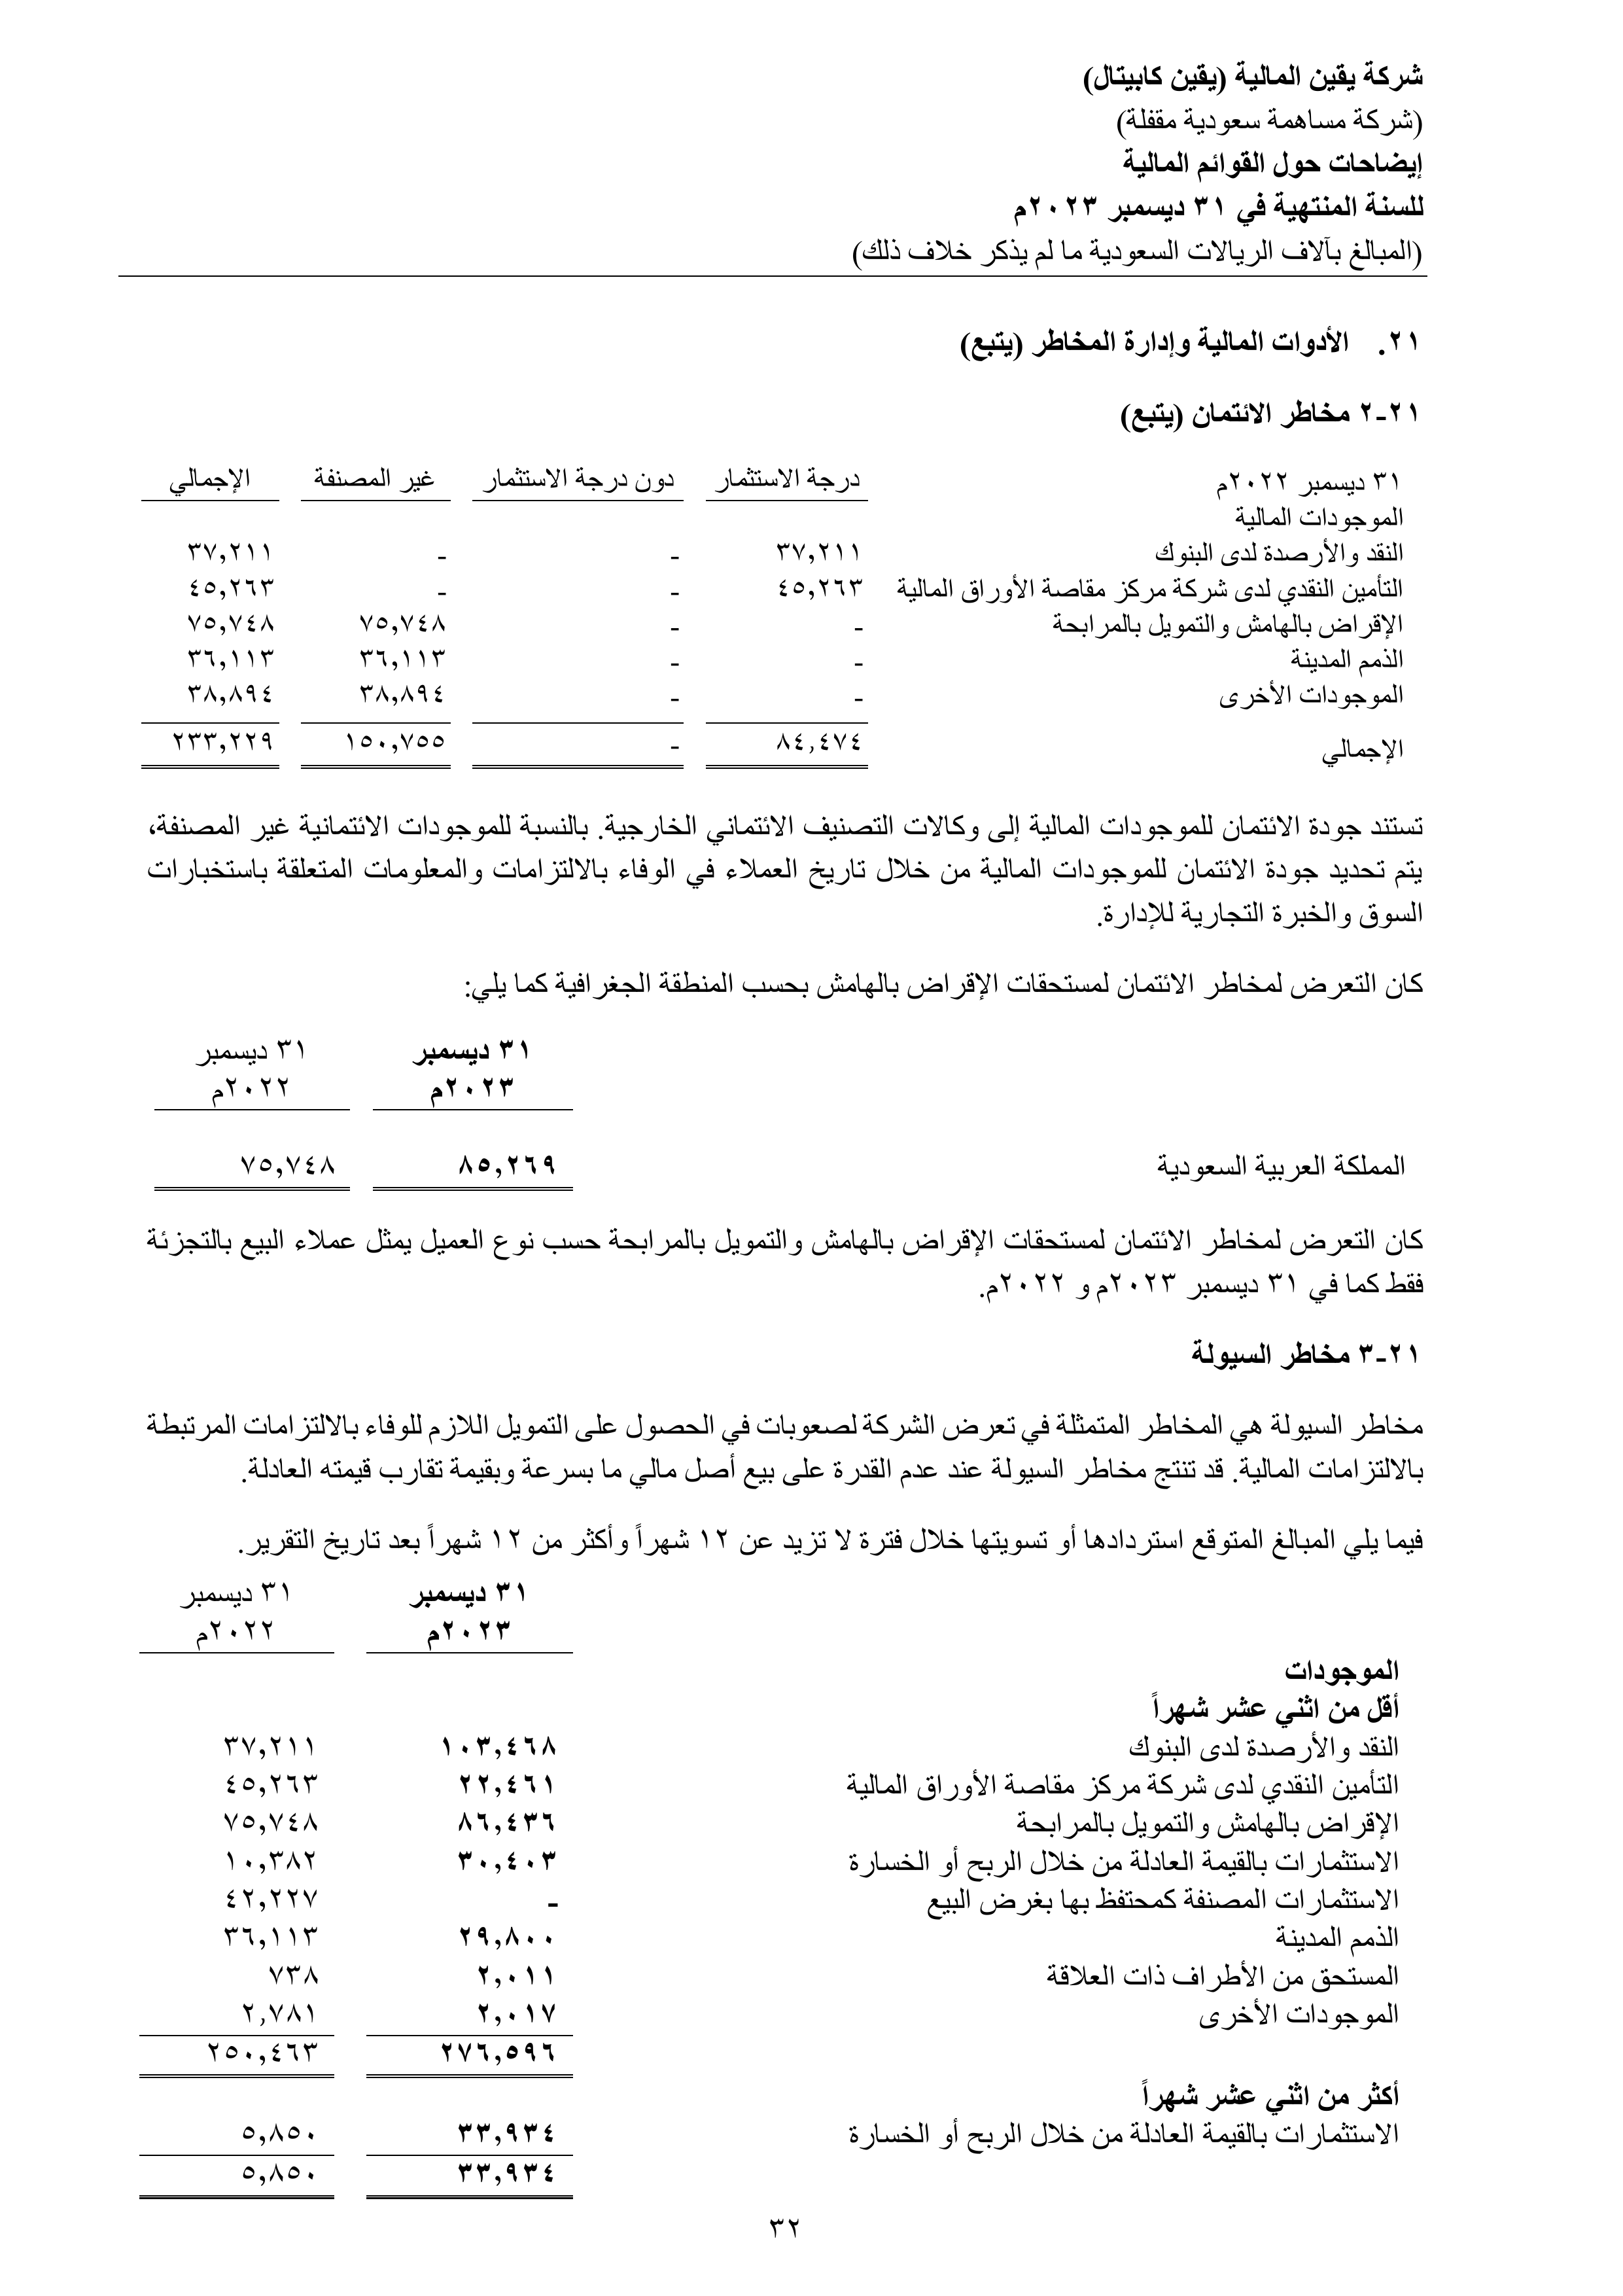 شركة يقين المالية (يقين كابيتال)
(شركة مساهمة سعودية مقفلة)
إيضاحات حول القوائم المالية
للسنة المنتهية في ٣١ ديسمبر ٢٠٢٣م
(المبالغ بآلاف الريالات السعودية ما لم يذكر خلاف ذلك)
٢١. الأدوات المالية وإدارة المخاطر (يتبع)
٢١-٢ مخاطر الائتمان (يتبع)
٣١ ديسمبر ٢٠٢٢م درجة الاستثمار دون درجة الاستثمار غير المصنفة الإجمالي
الموجودات المالية
النقد والأرصدة لدى البنوك ٣٧,٢١١ - - ٣٧,٢١١
التأمين النقدي لدى شركة مركز مقاصة الأوراق المالية ٤٥,٢٦٣ - - ٤٥,٢٦٣
الإقراض بالهامش والتمويل بالمرابحة - - ٧٥,٧٤٨ ٧٥,٧٤٨
الذمم المدينة - - ٣٦,١١٣ ٣٦,١١٣
الموجودات الأخرى - - ٣٨,٨٩٤ ٣٨,٨٩٤
الإجمالي ٨٤,٤٧٤ - ١٥٠,٧٥٥ ٢٣٣,٢٢٩
تستند جودة الائتمان للموجودات المالية إلى وكالات التصنيف الائتماني الخارجية. بالنسبة للموجودات الائتمانية غير المصنفة،
يتم تحديد جودة الائتمان للموجودات المالية من خلال تاريخ العملاء في الوفاء بالالتزامات والمعلومات المتعلقة باستخبارات
السوق والخبرة التجارية للإدارة.
كان التعرض لمخاطر الائتمان لمستحقات الإقراض بالهامش بحسب المنطقة الجغرافية كما يلي:
٣١ ديسمبر ٣١ ديسمبر
٢٠٢٣م ٢٠٢٢م
المملكة العربية السعودية ٨٥,٢٦٩ ٧٥,٧٤٨
كان التعرض لمخاطر الائتمان لمستحقات الإقراض بالهامش والتمويل بالمرابحة حسب نوع العميل يمثل عملاء البيع بالتجزئة
فقط كما في ٣١ ديسمبر ٢٠٢٣م و ٢٠٢٢م.
٢١-٣ مخاطر السيولة
مخاطر السيولة هي المخاطر المتمثلة في تعرض الشركة لصعوبات في الحصول على التمويل اللازم للوفاء بالالتزامات المرتبطة
بالالتزامات المالية. قد تنتج مخاطر السيولة عند عدم القدرة على بيع أصل مالي ما بسرعة وبقيمة تقارب قيمته العادلة.
فيما يلي المبالغ المتوقع استردادها أو تسويتها خلال فترة لا تزيد عن ١٢ شهراً وأكثر من ١٢ شهراً بعد تاريخ التقرير.
٣١ ديسمبر ٣١ ديسمبر
٢٠٢٣م ٢٠٢٢م
الموجودات
أقل من اثني عشر شهراً
النقد والأرصدة لدى البنوك ١٠٣,٤٦٨ ٣٧,٢١١
التأمين النقدي لدى شركة مركز مقاصة الأوراق المالية ٢٢,٤٦١ ٤٥,٢٦٣
الإقراض بالهامش والتمويل بالمرابحة ٨٦,٤٣٦ ٧٥,٧٤٨
الاستثمارات بالقيمة العادلة من خلال الربح أو الخسارة ٣٠,٤٠٣ ١٠,٣٨٢
الاستثمارات المصنفة كمحتفظ بها بغرض البيع - ٤٢,٢٢٧
الذمم المدينة ٢٩,٨٠٠ ٣٦,١١٣
المستحق من الأطراف ذات العلاقة ٢,٠١١ ٧٣٨
الموجودات الأخرى ٢,٠١٧ ٢,٧٨١
٢٧٦,٥٩٦ ٢٥٠,٤٦٣
أكثر من اثني عشر شهراً
الاستثمارات بالقيمة العادلة من خلال الربح أو الخسارة ٣٣,٩٣٤ ٥,٨٥٠
٣٣,٩٣٤ ٥,٨٥٠
٣٢